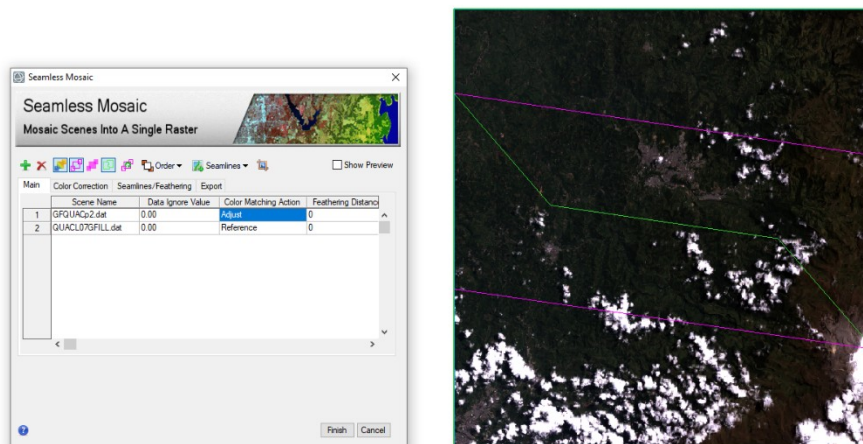 Seamless Mosaic
Seamless Mosaic
Mosaic Scenes Into A Single Raster
Order Seamlines Show Preview
Main Color Correction Seamlines/Feathering Export
Scene Name Data Ignore Value Color Matching Action Feathering Distance
1 GFQUACp2.dat 0.00 Adjust 0
2 QUACL07GFILL.dat 0.00 Reference 0
Finish Cancel